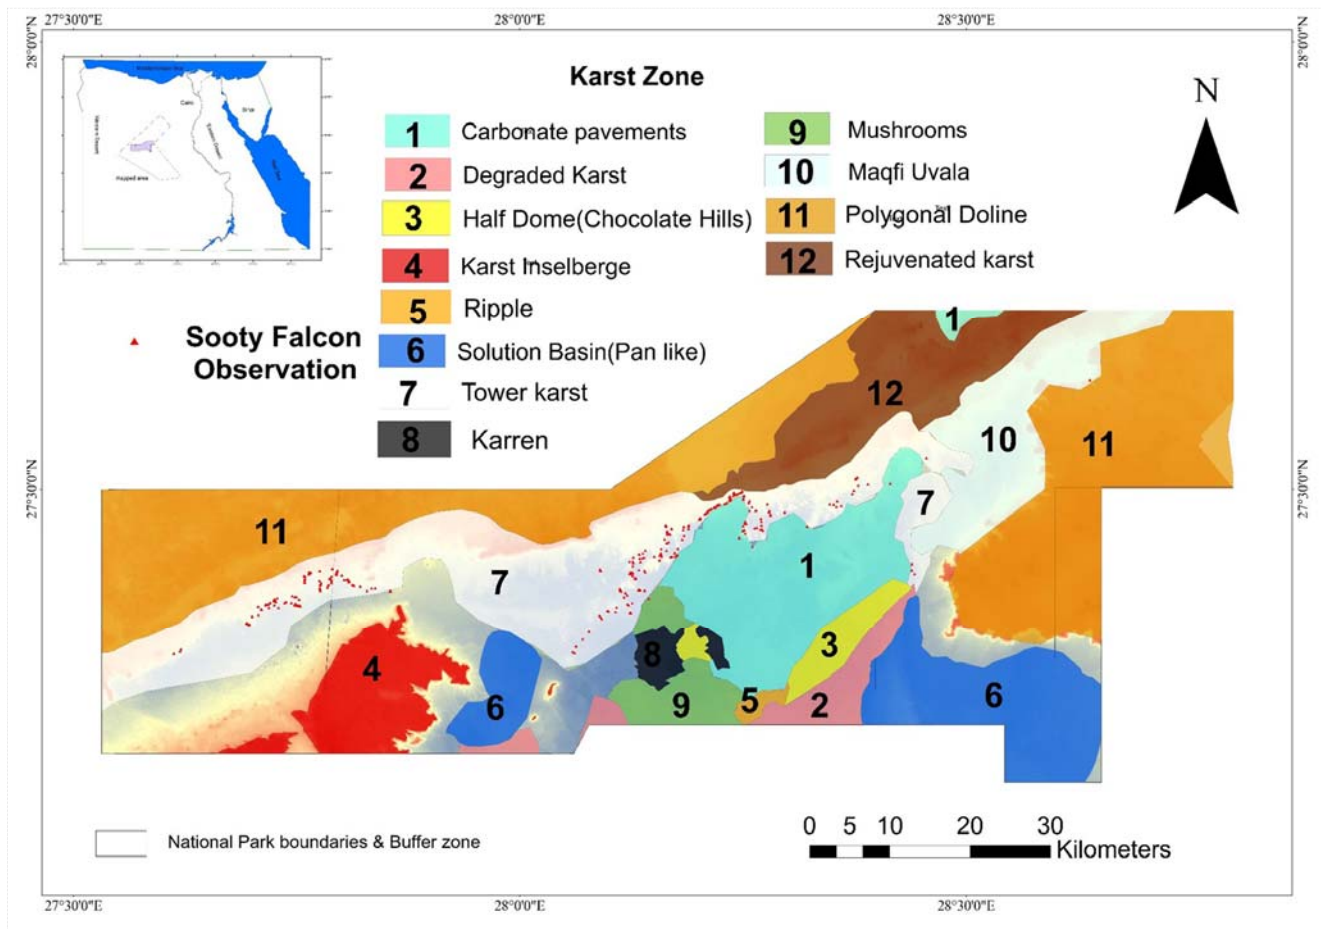 27°30'0"E
28°0'0"E
28°30'0"E
28°0'0"N
28°0'0"N
Karst Zone
N
Cairo
Sinai
Mapped area
1 Carbonate pavements
2 Degraded Karst
3 Half Dome(Chocolate Hills)
4 Karst Inselberge
5 Ripple
6 Solution Basin(Pan like)
7 Tower karst
8 Karren
9 Mushrooms
10 Maqfi Uvala
11 Polygonal Doline
12 Rejuvenated karst
Sooty Falcon
Observation
1
12
10
11
27°30'0"N
27°30'0"N
11
7
7
1
4
8
3
6
9
5
2
6
National Park boundaries & Buffer zone
0 5 10 20 30
Kilometers
27°30'0"E
28°0'0"E
28°30'0"E